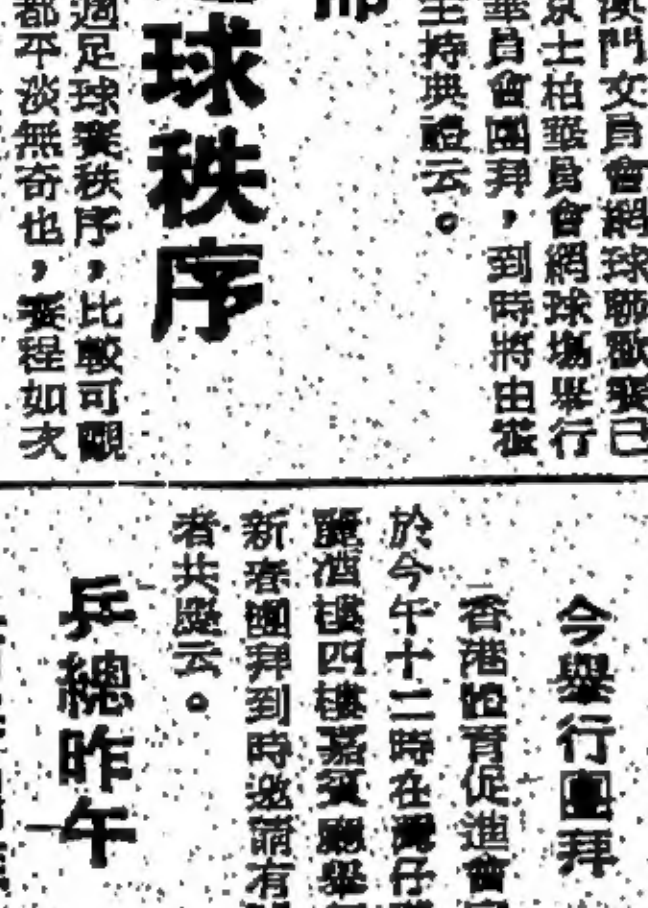 澳門文員會網球聯歡賽已
京士柏華員會網球場舉行
華員會團拜，到時將由
主持典禮云。
球秩序
週足球賽秩序，比較可觀
都平淡無奇也，賽程如次
今舉行團拜
香港體育促進會
於今午十二時在灣仔
麗酒樓四樓嘉賓廳舉
新春團拜到時邀請有
者共慶云。
乒總昨午